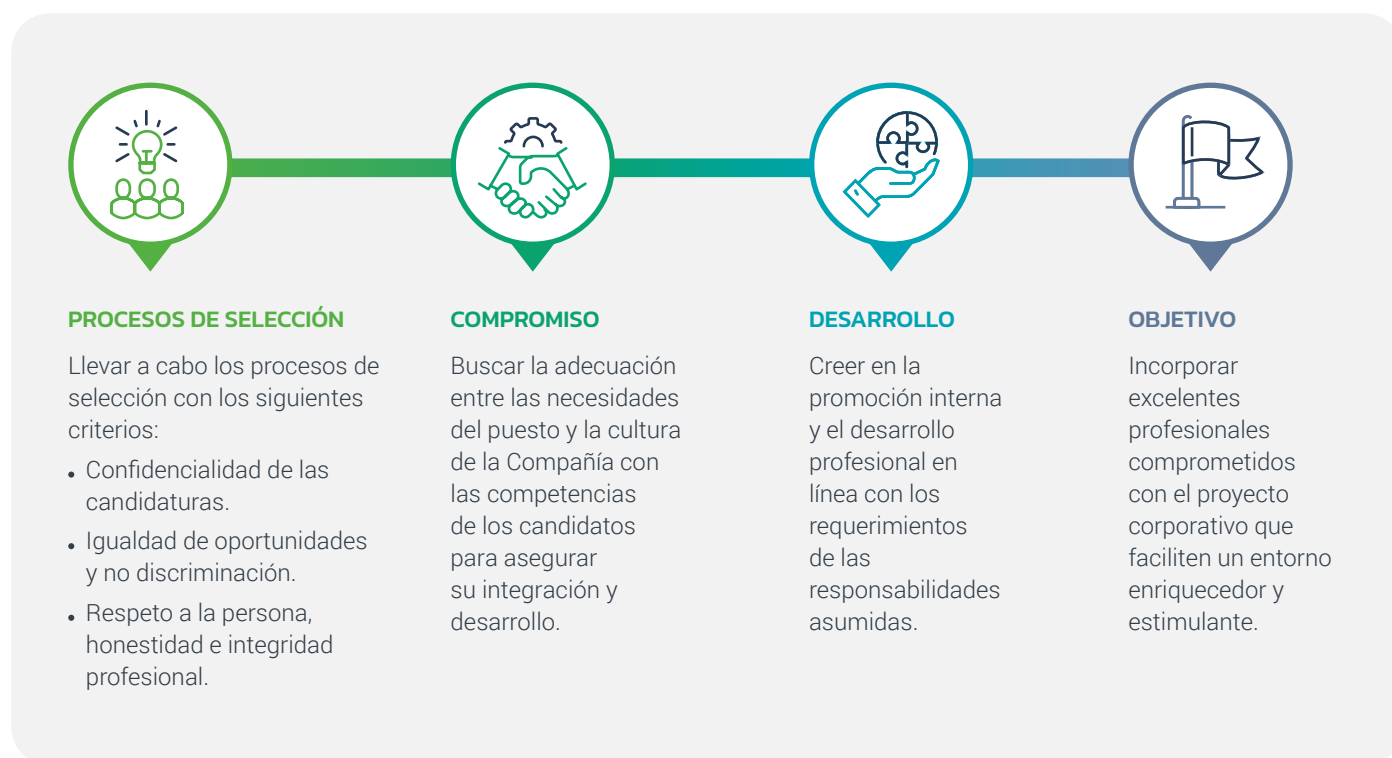 PROCESOS DE SELECCIÓN
Llevar a cabo los procesos de
selección con los siguientes
criterios:
• Confidencialidad de las
candidaturas.
• Igualdad de oportunidades
y no discriminación.
• Respeto a la persona,
honestidad e integridad
profesional.
COMPROMISO
Buscar la adecuación
entre las necesidades
del puesto y la cultura
de la Compañía con
las competencias
de los candidatos
para asegurar
su integración y
desarrollo.
DESARROLLO
Creer en la
promoción interna
y el desarrollo
profesional en
línea con los
requerimientos
de las
responsabilidades
asumidas.
OBJETIVO
Incorporar
excelentes
profesionales
comprometidos
con el proyecto
corporativo que
faciliten un entorno
enriquecedor y
estimulante.